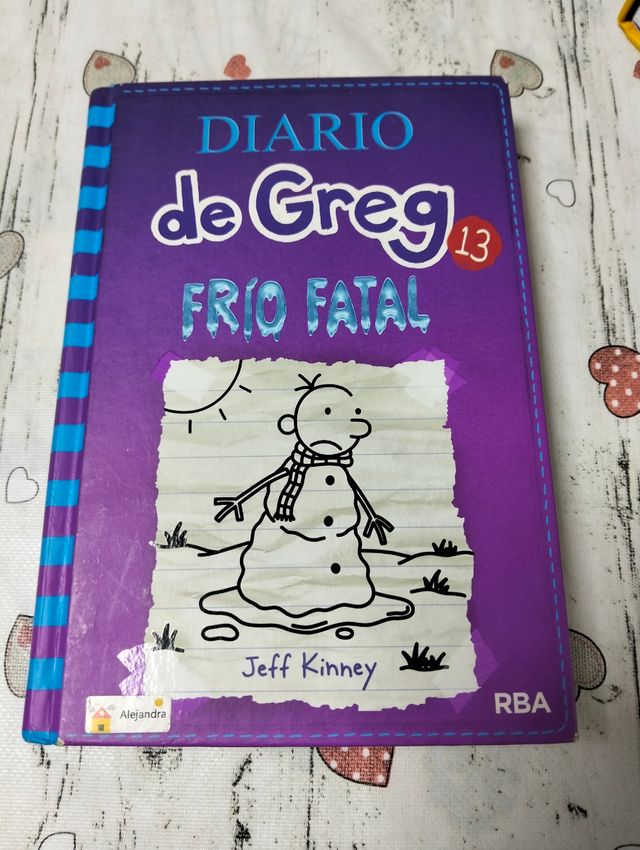 DIARIO
de Greg
13
FRÍO FATAL
Jeff Kinney
RBA
Alejandra